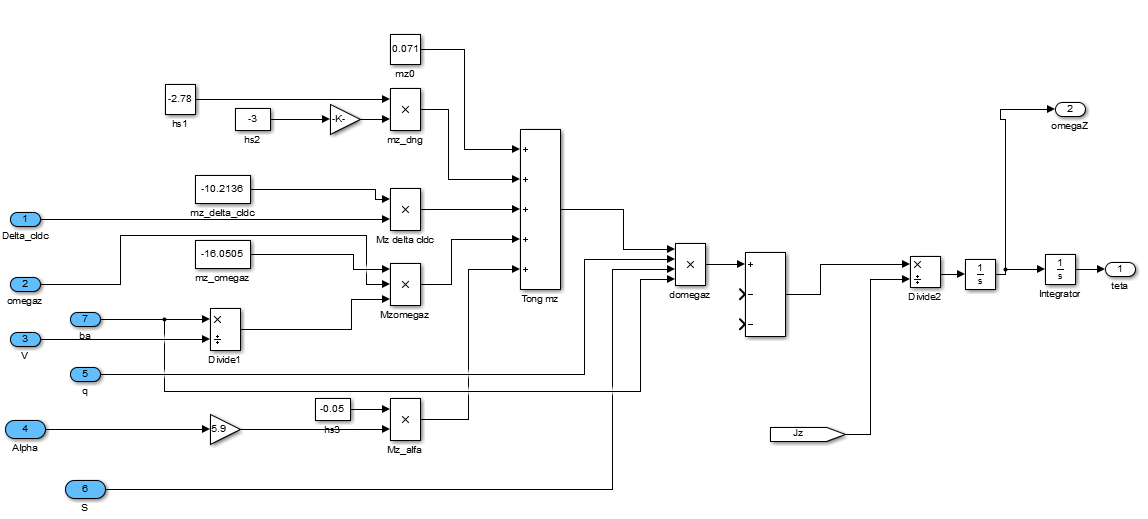 0.071
mz0
-2.78
hs1
-3
hs2
-K-
×
mz_dng
-10.2136
mz_delta_cldc
1
Delta_cldc
×
Mz delta cldc
-16.0505
mz_omegaz
2
omegaz
×
Mzomegaz
7
ba
3
V
×
÷
Divide1
5
q
-0.05
hs3
4
Alpha
5.9
×
Mz_alfa
6
S
+
+
+
+
+
Tong mz
×
domegaz
+
−
−
×
÷
Divide2
1
s
1
s
Integrator
2
omegaZ
1
teta
Jz